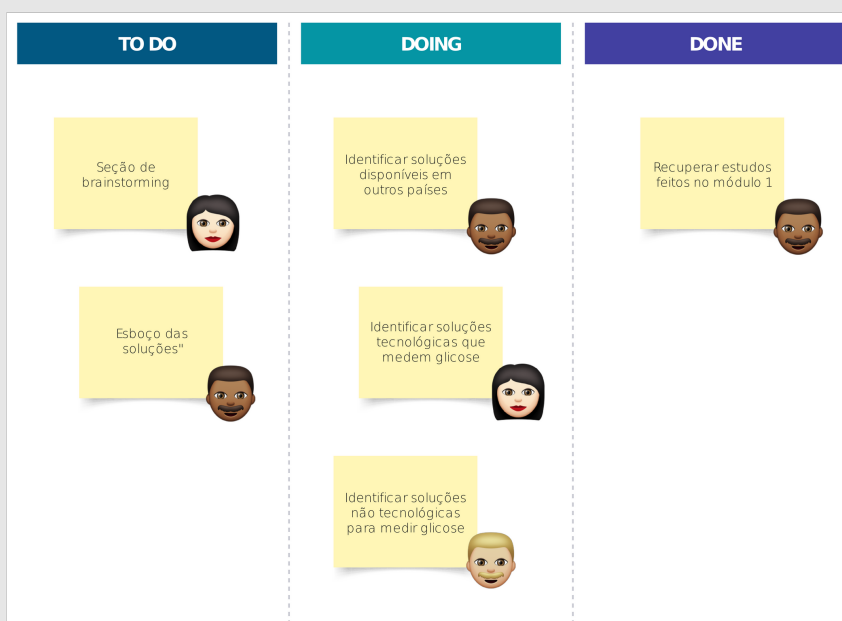 TO DO
DOING
DONE
Seção de
brainstorming
Esboço das
soluções"
Identificar soluções
disponíveis em
outros países
Identificar soluções
tecnológicas que
medem glicose
Identificar soluções
não tecnológicas
para medir glicose
Recuperar estudos
feitos no módulo 1